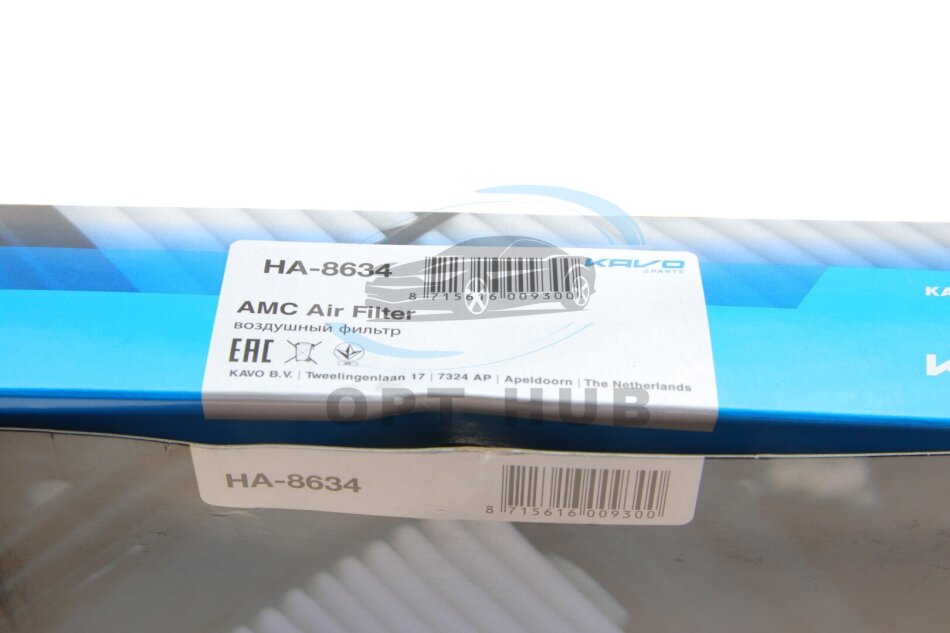 HA-8634
KAVO
PARTS
8 715616 009300
AMC Air Filter
воздушный фильтр
EAC
KAVO B.V. | Tweelingenlaan 17 | 7324 AP | Apeldoorn | The Netherlands
OPT HUB
KA
HA-8634
8 715616 009300